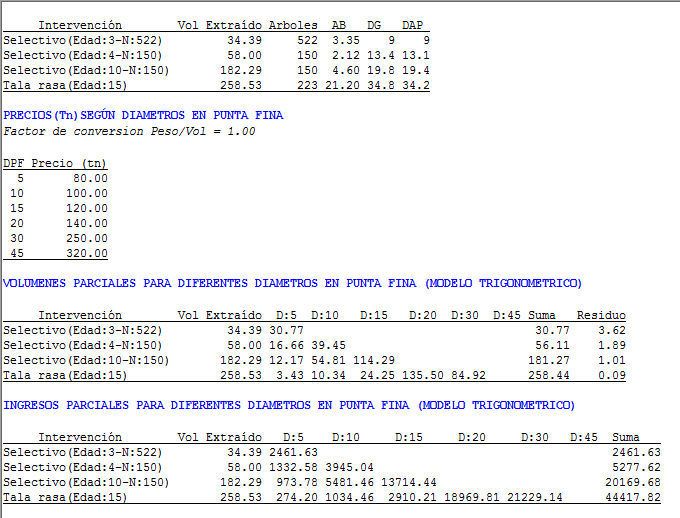 Intervención Vol Extraído Arboles AB DG DAP
Selectivo(Edad:3-N:522) 34.39 522 3.35 9 9
Selectivo(Edad:4-N:150) 58.00 150 2.12 13.4 13.1
Selectivo(Edad:10-N:150) 182.29 150 4.60 19.8 19.4
Tala rasa(Edad:15) 258.53 223 21.20 34.8 34.2
PRECIOS(Tn)SEGÚN DIAMETROS EN PUNTA FINA
Factor de conversion Peso/Vol = 1.00
DPF Precio (tn)
5 80.00
10 100.00
15 120.00
20 140.00
30 250.00
45 320.00
VOLUMENES PARCIALES PARA DIFERENTES DIAMETROS EN PUNTA FINA (MODELO TRIGONOMETRICO)
Intervención Vol Extraído D:5 D:10 D:15 D:20 D:30 D:45 Suma Residuo
Selectivo(Edad:3-N:522) 34.39 30.77 30.77 3.62
Selectivo(Edad:4-N:150) 58.00 16.66 39.45 56.11 1.89
Selectivo(Edad:10-N:150) 182.29 12.17 54.81 114.29 181.27 1.01
Tala rasa(Edad:15) 258.53 3.43 10.34 24.25 135.50 84.92 258.44 0.09
INGRESOS PARCIALES PARA DIFERENTES DIAMETROS EN PUNTA FINA (MODELO TRIGONOMETRICO)
Intervención Vol Extraído D:5 D:10 D:15 D:20 D:30 D:45 Suma
Selectivo(Edad:3-N:522) 34.39 2461.63 2461.63
Selectivo(Edad:4-N:150) 58.00 1332.58 3945.04 5277.62
Selectivo(Edad:10-N:150) 182.29 973.78 5481.46 13714.44 20169.68
Tala rasa(Edad:15) 258.53 274.20 1034.46 2910.21 18969.81 21229.14 44417.82